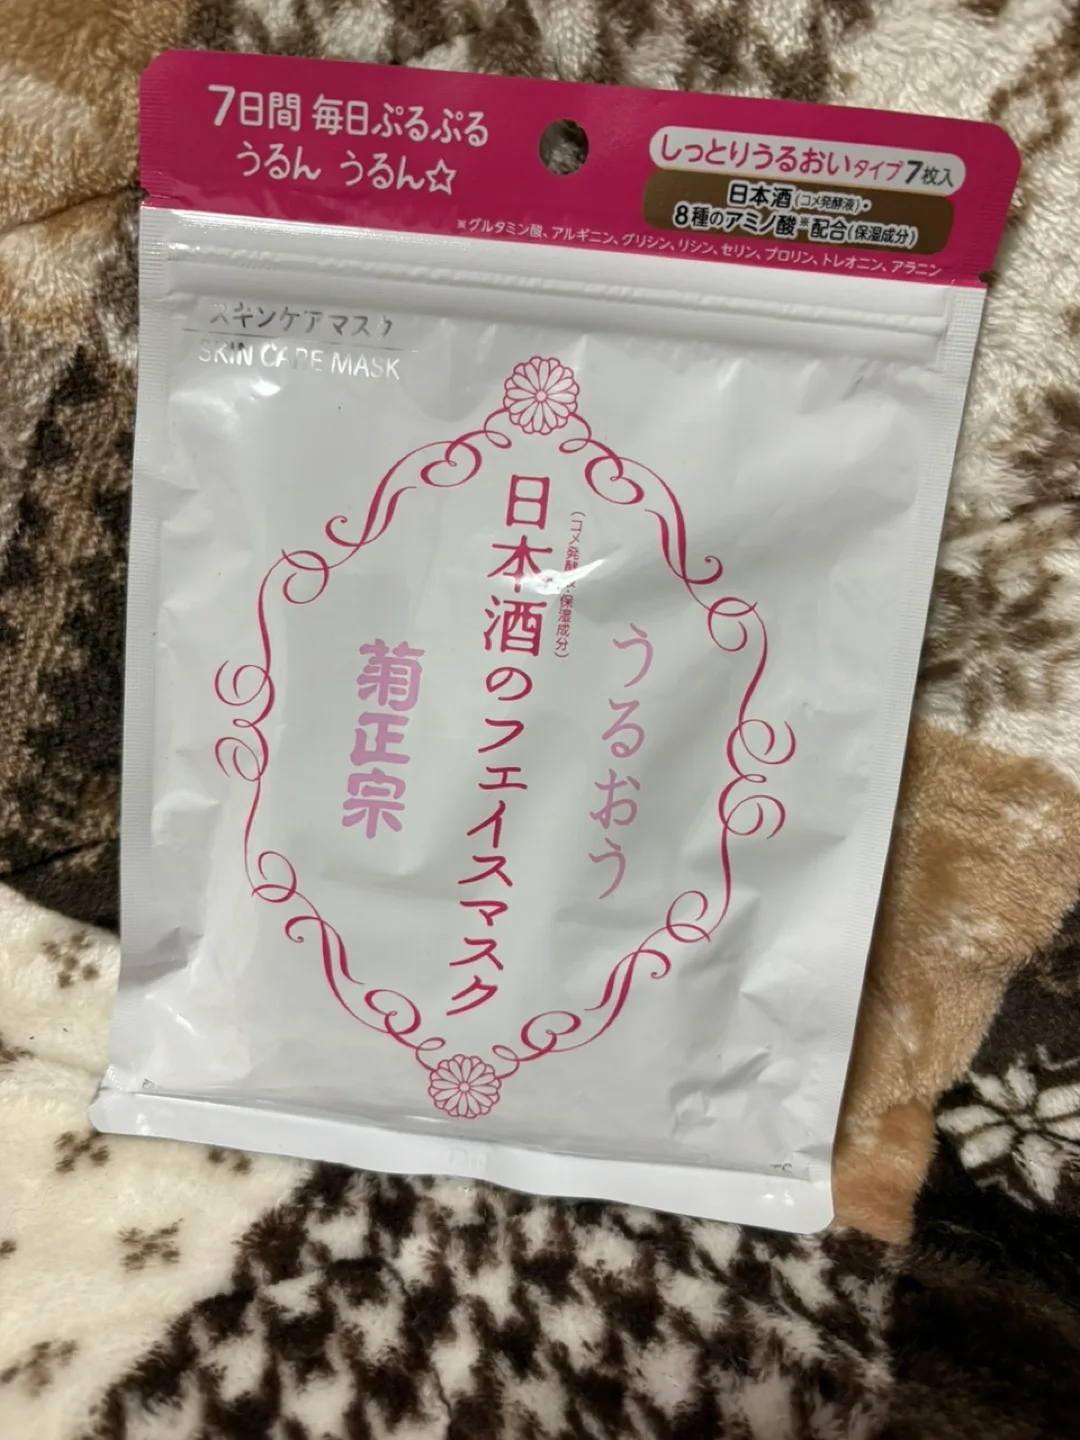 7日間 毎日ぷるぷる
うるん うるん☆
しっとりうるおいタイプ7枚入
日本酒(コメ発酵液)・
8種のアミノ酸※配合(保湿成分)
※グルタミン酸、アルギニン、グリシン、リシン、セリン、プロリン、トレオニン、アラニン
スキンケアマスク
SKIN CARE MASK
うるおう
(コメ発酵液・保湿成分)
日本酒のフェイスマスク
菊正宗